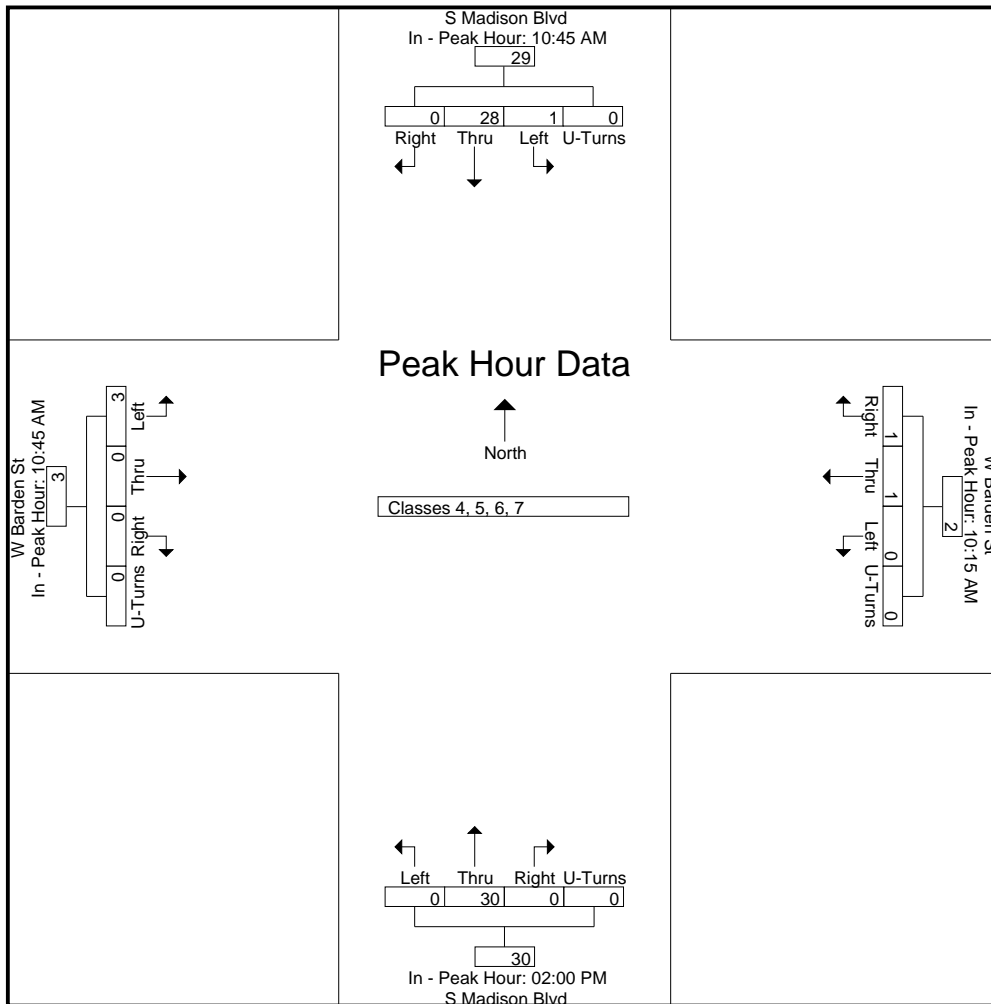 S Madison Blvd
In - Peak Hour: 10:45 AM
29
0 28 1 0
Right Thru Left U-Turns
Peak Hour Data
North
Classes 4, 5, 6, 7
W Barden St
In - Peak Hour: 10:45 AM
3
3 0 0 0
Left Thru Right U-Turns
W Barden St
In - Peak Hour: 10:15 AM
2
1 1 0 0
Right Thru Left U-Turns
Left Thru Right U-Turns
0 30 0 0
30
In - Peak Hour: 02:00 PM
S Madison Blvd